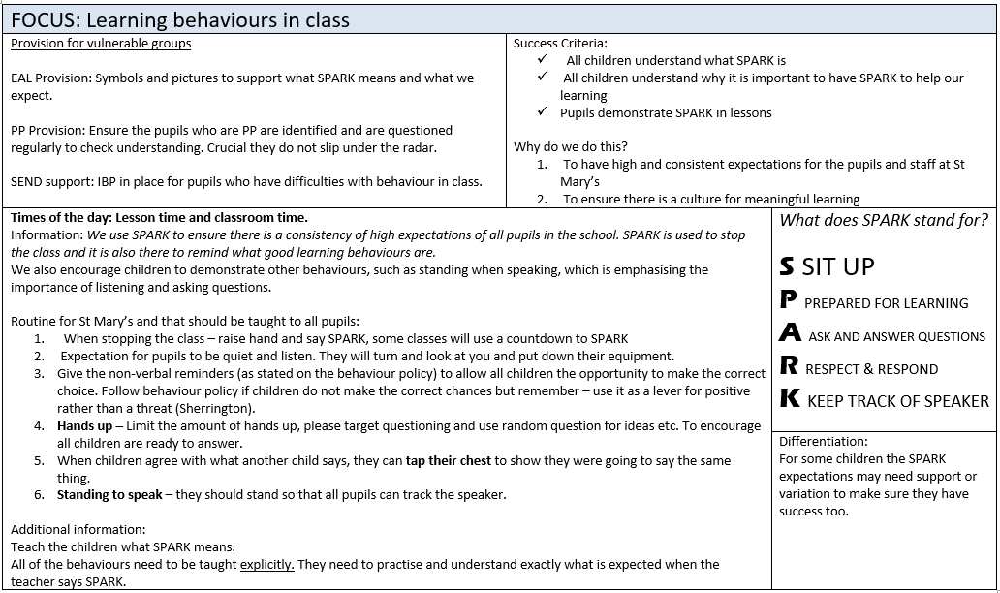 FOCUS: Learning behaviours in class
Provision for vulnerable groups
EAL Provision: Symbols and pictures to support what SPARK means and what we
expect.
PP Provision: Ensure the pupils who are PP are identified and are questioned
regularly to check understanding. Crucial they do not slip under the radar.
SEND support: IBP in place for pupils who have difficulties with behaviour in class.
Success Criteria:
✓ All children understand what SPARK is
✓ All children understand why it is important to have SPARK to help our
learning
✓ Pupils demonstrate SPARK in lessons
Why do we do this?
1. To have high and consistent expectations for the pupils and staff at St
Mary's
2. To ensure there is a culture for meaningful learning
Times of the day: Lesson time and classroom time.
Information: We use SPARK to ensure there is a consistency of high expectations of all pupils in the school. SPARK is used to stop
the class and it is also there to remind what good learning behaviours are.
We also encourage children to demonstrate other behaviours, such as standing when speaking, which is emphasising the
importance of listening and asking questions.
Routine for St Mary's and that should be taught to all pupils:
1. When stopping the class – raise hand and say SPARK, some classes will use a countdown to SPARK
2. Expectation for pupils to be quiet and listen. They will turn and look at you and put down their equipment.
3. Give the non-verbal reminders (as stated on the behaviour policy) to allow all children the opportunity to make the correct
choice. Follow behaviour policy if children do not make the correct chances but remember – use it as a lever for positive
rather than a threat (Sherrington).
4. Hands up – Limit the amount of hands up, please target questioning and use random question for ideas etc. To encourage
all children are ready to answer.
5. When children agree with what another child says, they can tap their chest to show they were going to say the same
thing.
6. Standing to speak – they should stand so that all pupils can track the speaker.
Additional information:
Teach the children what SPARK means.
All of the behaviours need to be taught explicitly. They need to practise and understand exactly what is expected when the
teacher says SPARK.
What does SPARK stand for?
S SIT UP
P PREPARED FOR LEARNING
A ASK AND ANSWER QUESTIONS
R RESPECT & RESPOND
K KEEP TRACK OF SPEAKER
Differentiation:
For some children the SPARK
expectations may need support or
variation to make sure they have
success too.